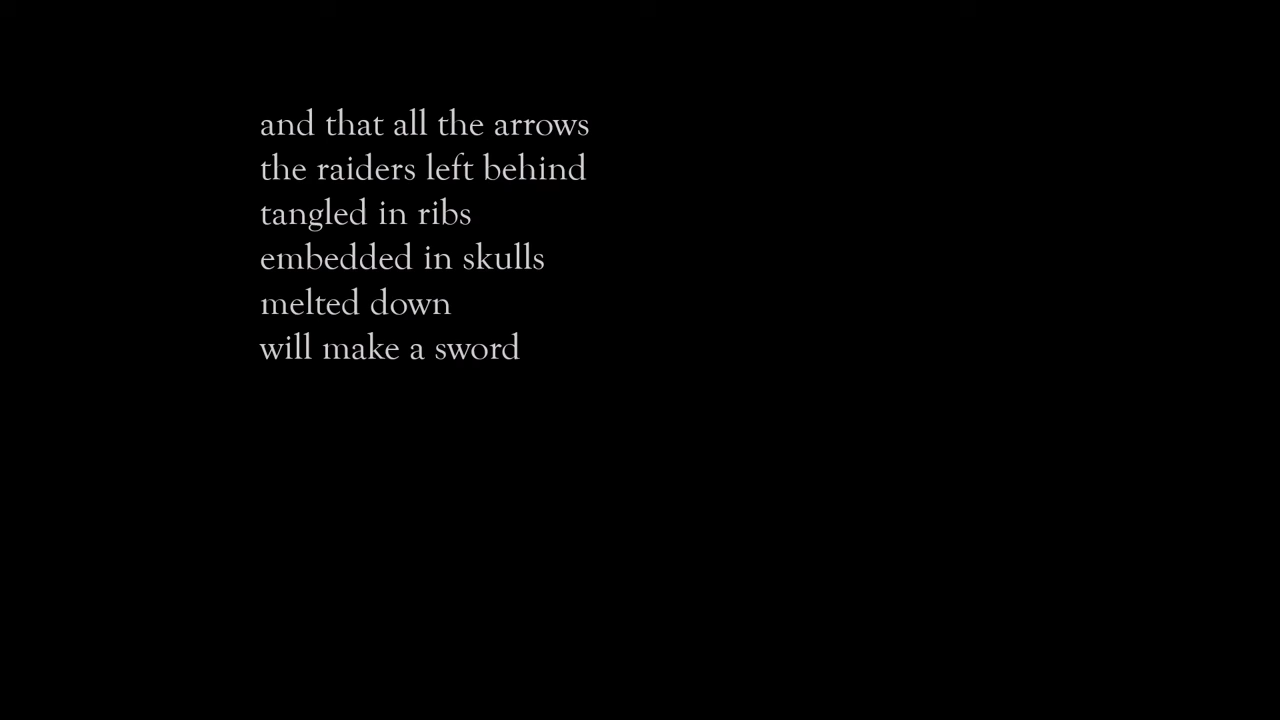 and that all the arrows
the raiders left behind
tangled in ribs
embedded in skulls
melted down
will make a sword